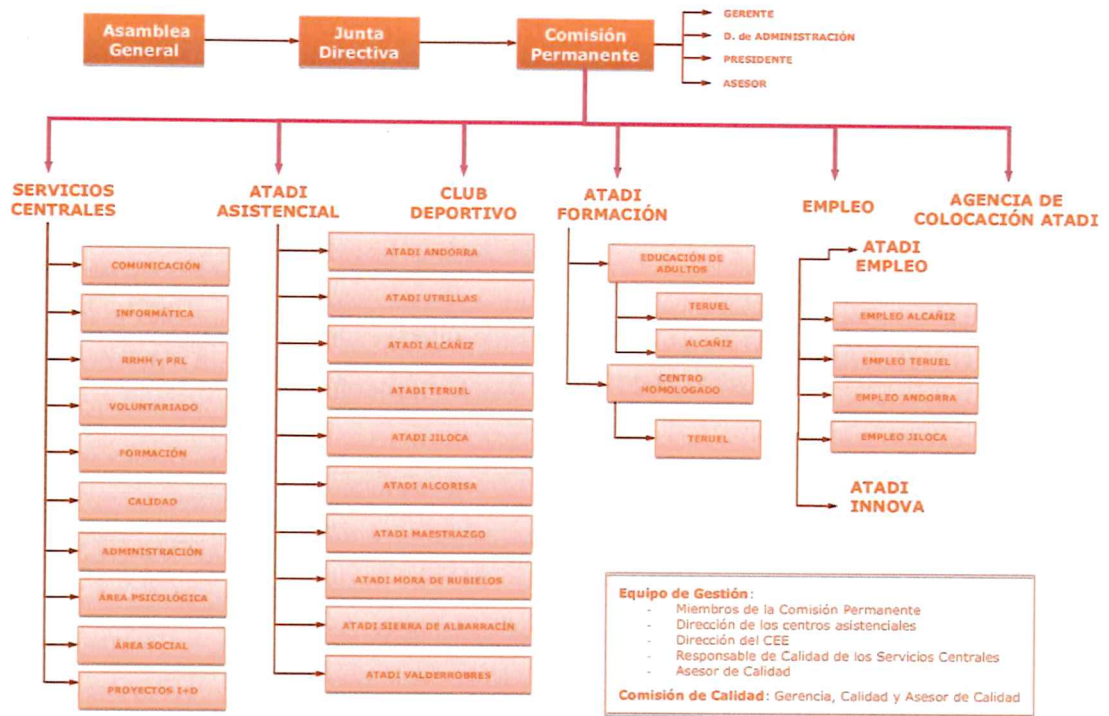 Asamblea
General
Junta
Directiva
Comisión
Permanente
GERENTE
D. de ADMINISTRACIÓN
PRESIDENTE
ASESOR
SERVICIOS
CENTRALES
COMUNICACIÓN
INFORMÁTICA
RRHH y PRL
VOLUNTARIADO
FORMACIÓN
CALIDAD
ADMINISTRACIÓN
ÁREA PSICOLÓGICA
ÁREA SOCIAL
PROYECTOS I+D
ATADI
ASISTENCIAL
ATADI ANDORRA
ATADI UTRILLAS
ATADI ALCAÑIZ
ATADI TERUEL
ATADI JILOCA
ATADI ALCORISA
ATADI MAESTRAZGO
ATADI MORA DE RUBIELOS
ATADI SIERRA DE ALBARRACÍN
ATADI VALDERROBRES
CLUB
DEPORTIVO
ATADI
FORMACIÓN
EDUCACIÓN DE
ADULTOS
TERUEL
ALCAÑIZ
CENTRO
HOMOLOGADO
TERUEL
EMPLEO
ATADI
EMPLEO
EMPLEO ALCAÑIZ
EMPLEO TERUEL
EMPLEO ANDORRA
EMPLEO JILOCA
ATADI
INNOVA
AGENCIA DE
COLOCACIÓN ATADI
Equipo de Gestión:
- Miembros de la Comisión Permanente
- Dirección de los centros asistenciales
- Dirección del CEE
- Responsable de Calidad de los Servicios Centrales
- Asesor de Calidad
Comisión de Calidad: Gerencia, Calidad y Asesor de Calidad